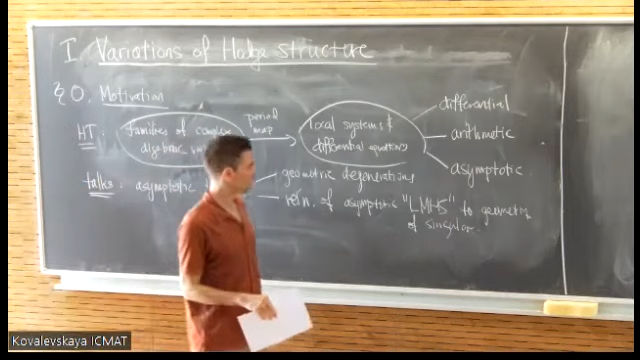 I. Variations of Hodge structure
§ 0. Motivation
HT: families of complex algebraic
period map
local systems & differential equations
differential
arithmetic
asymptotic
talks: asymptotic
geometric degenerations
rel'n. of asymptotic "LMHS" to geometry of singular.
Kovalevskaya ICMAT